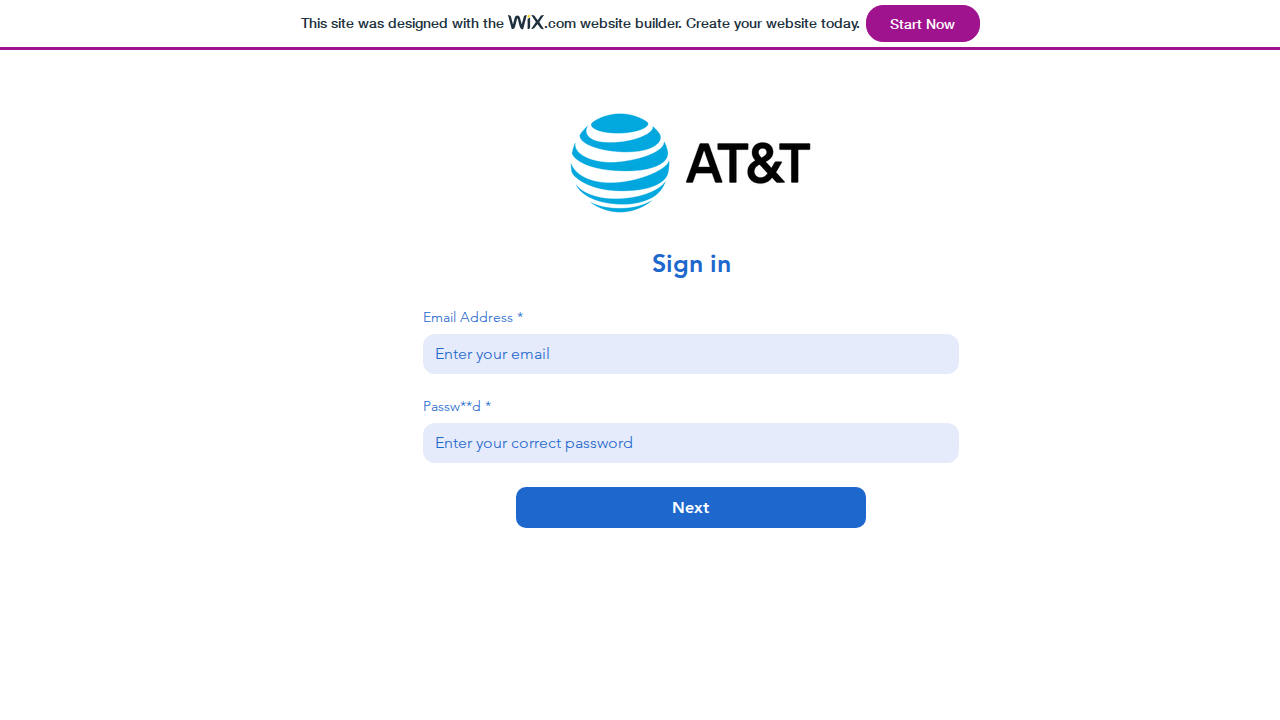 This site was designed with the WiX.com website builder. Create your website today.
Start Now
AT&T
Sign in
Email Address *
Enter your email
Passw**d *
Enter your correct password
Next